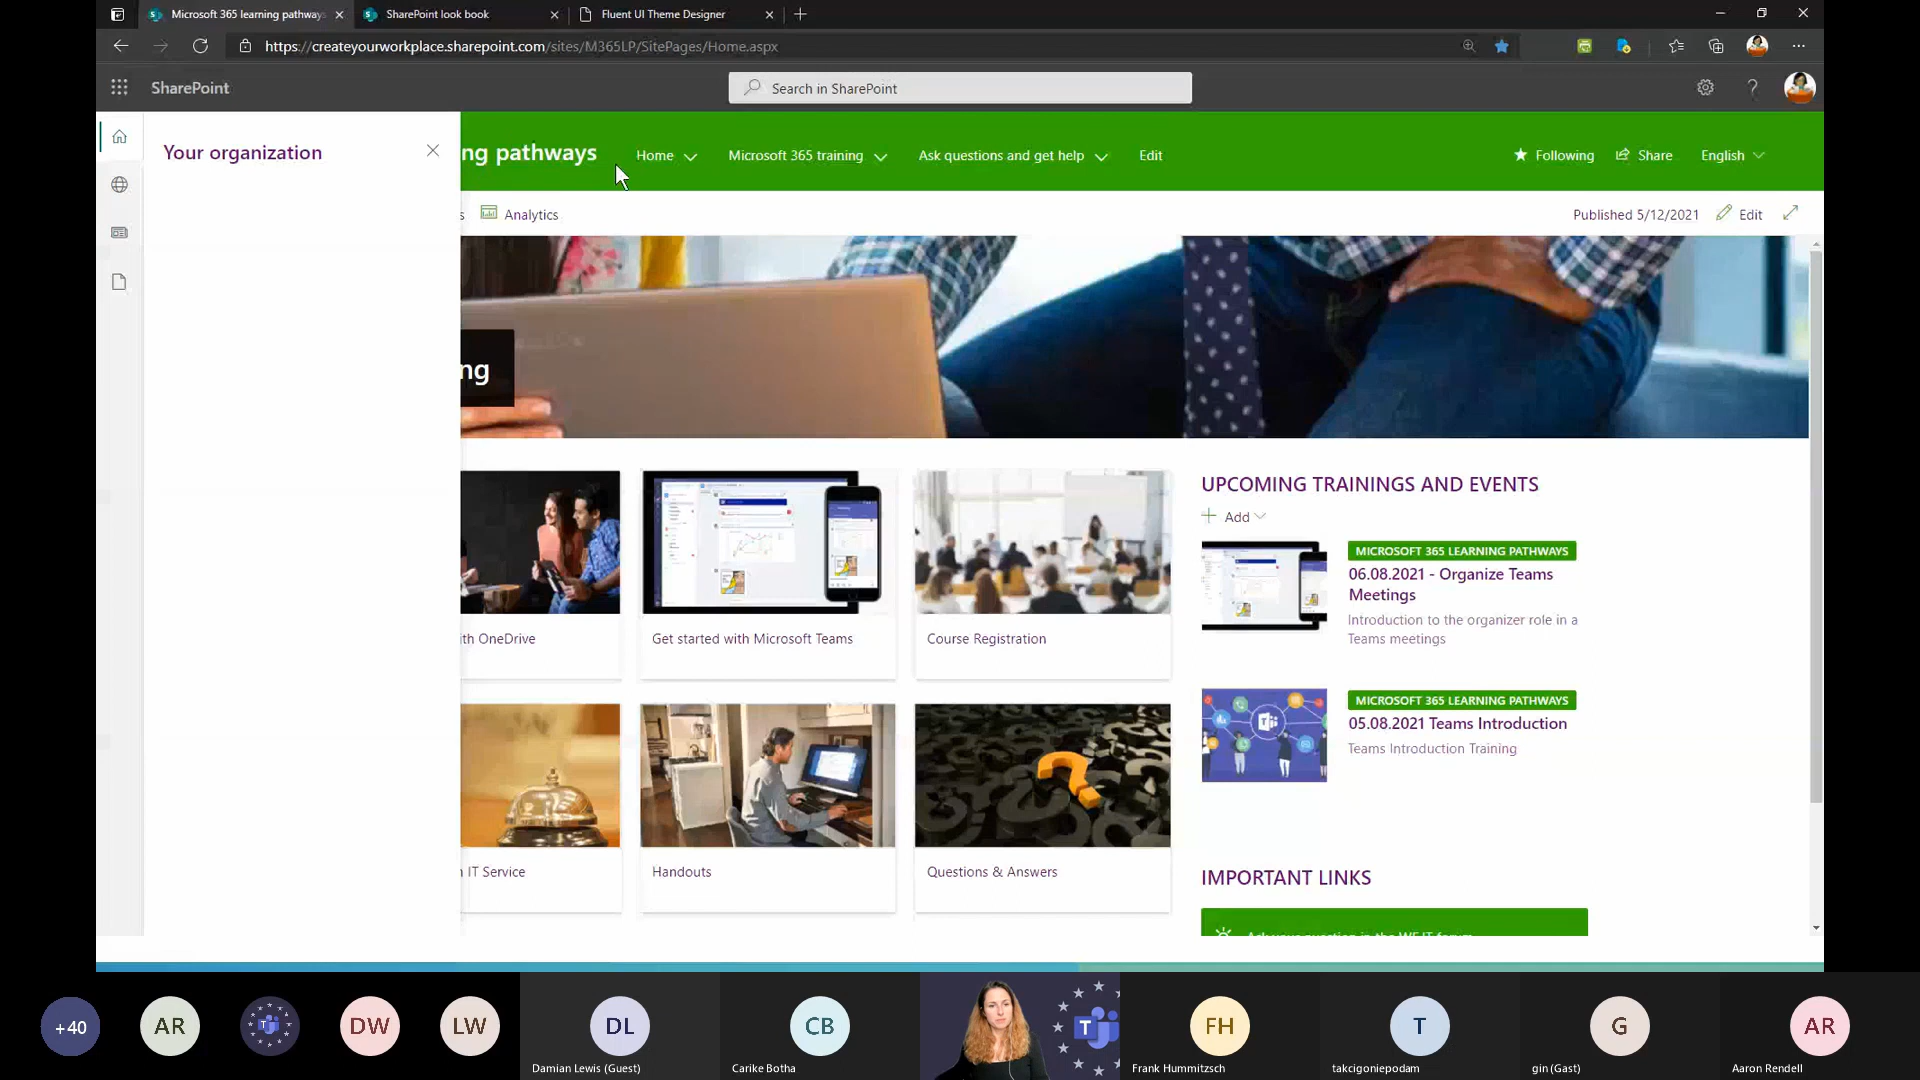 Microsoft 365 learning pathways
SharePoint look book
Fluent UI Theme Designer
https://createyourworkplace.sharepoint.com/sites/M365LP/SitePages/Home.aspx
SharePoint
Search in SharePoint
Your organization
ng pathways
Home
Microsoft 365 training
Ask questions and get help
Edit
Following
Share
English
s
Analytics
Published 5/12/2021
Edit
ng
UPCOMING TRAININGS AND EVENTS
Add
MICROSOFT 365 LEARNING PATHWAYS
06.08.2021 - Organize Teams
Meetings
Introduction to the organizer role in a
Teams meetings
ith OneDrive
Get started with Microsoft Teams
Course Registration
MICROSOFT 365 LEARNING PATHWAYS
05.08.2021 Teams Introduction
Teams Introduction Training
IT Service
Handouts
Questions & Answers
IMPORTANT LINKS
+40
AR
DW
LW
DL
CB
FH
T
G
AR
Damian Lewis (Guest)
Carike Botha
Frank Hummitzsch
takcigoniepodam
gin (Gast)
Aaron Rendell